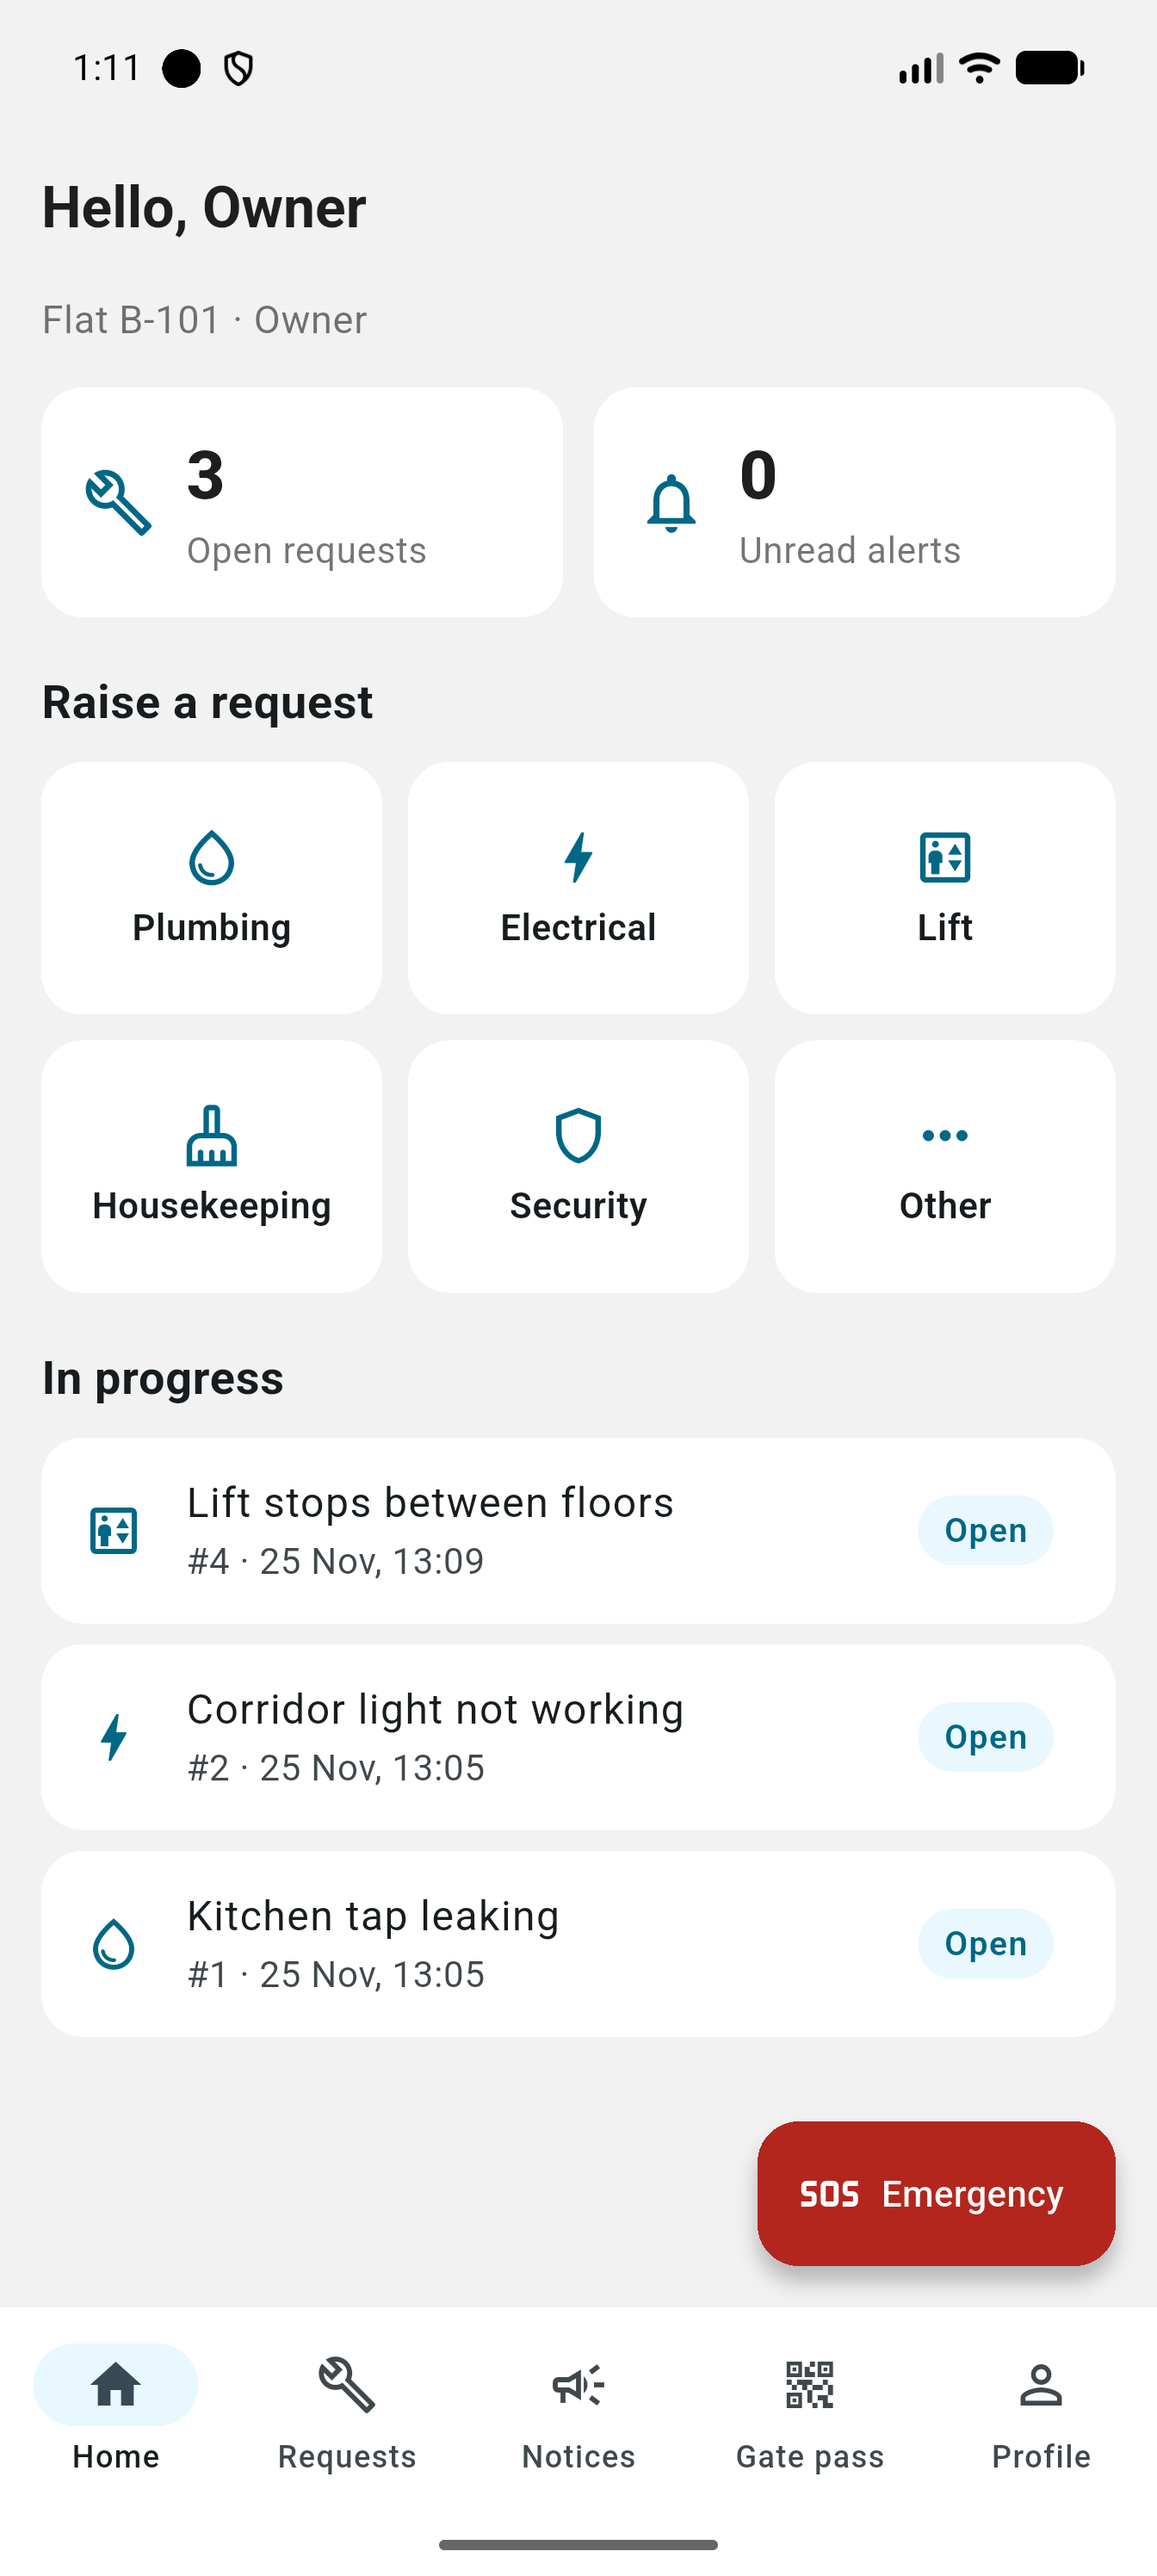 1:11
Hello, Owner
Flat B-101 · Owner
3
Open requests
0
Unread alerts
Raise a request
Plumbing
Electrical
Lift
Housekeeping
Security
Other
In progress
Lift stops between floors
#4 · 25 Nov, 13:09
Open
Corridor light not working
#2 · 25 Nov, 13:05
Open
Kitchen tap leaking
#1 · 25 Nov, 13:05
Open
SOS Emergency
Home
Requests
Notices
Gate pass
Profile